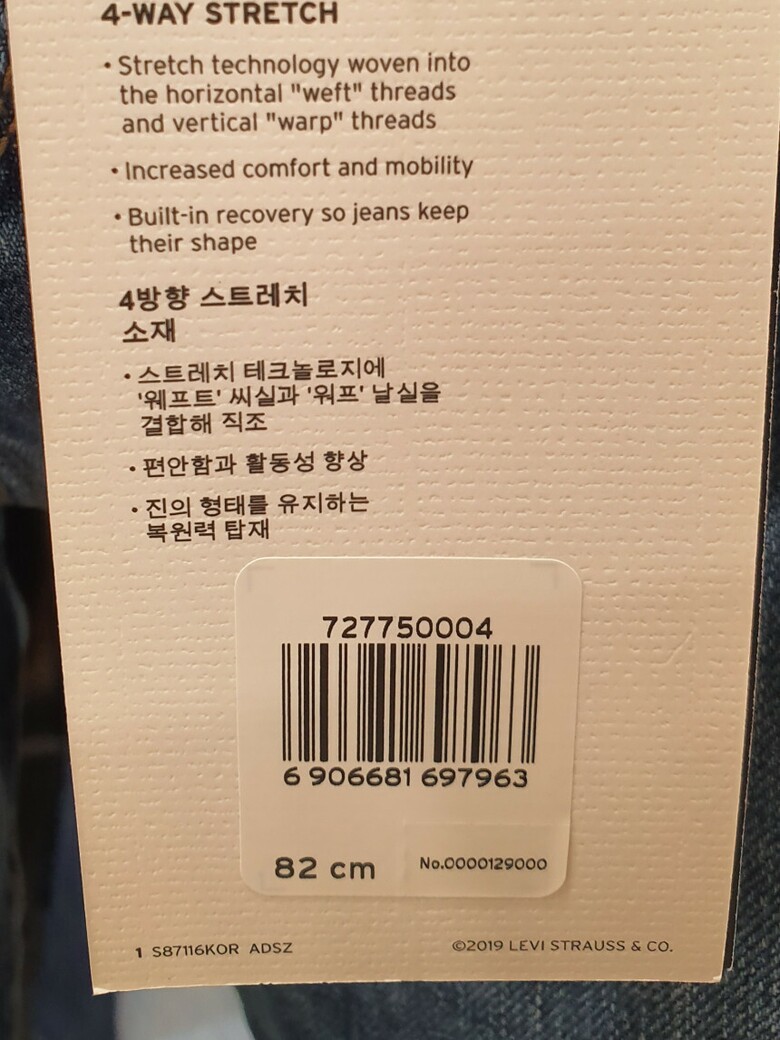 4-WAY STRETCH
• Stretch technology woven into
the horizontal "weft" threads
and vertical "warp" threads
• Increased comfort and mobility
• Built-in recovery so jeans keep
their shape
4방향 스트레치
소재
• 스트레치 테크놀로지에
'웨프트' 씨실과 '워프' 날실을
결합해 직조
• 편안함과 활동성 향상
• 진의 형태를 유지하는
복원력 탑재
727750004
6 906681 697963
82 cm No.0000129000
1 S87116KOR ADSZ ©2019 LEVI STRAUSS & CO.